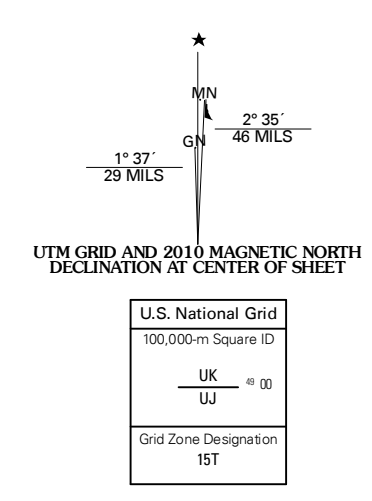 MN
2° 35´
46 MILS
GN
1° 37´
29 MILS
UTM GRID AND 2010 MAGNETIC NORTH
DECLINATION AT CENTER OF SHEET
U.S. National Grid
100,000-m Square ID
UK
49 00
UJ
Grid Zone Designation
15T